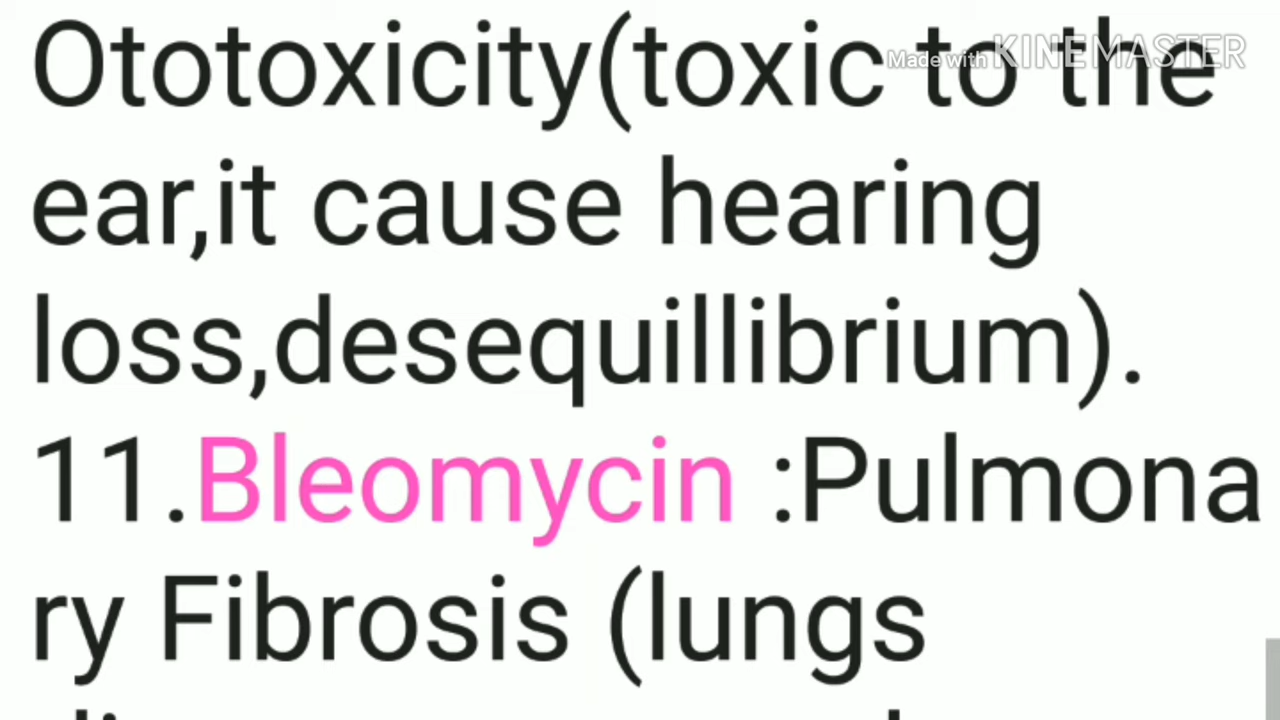 Ototoxicity(toxic to the
Made with KINEMASTER
ear,it cause hearing
loss,desequillibrium).
11.Bleomycin :Pulmona
ry Fibrosis (lungs